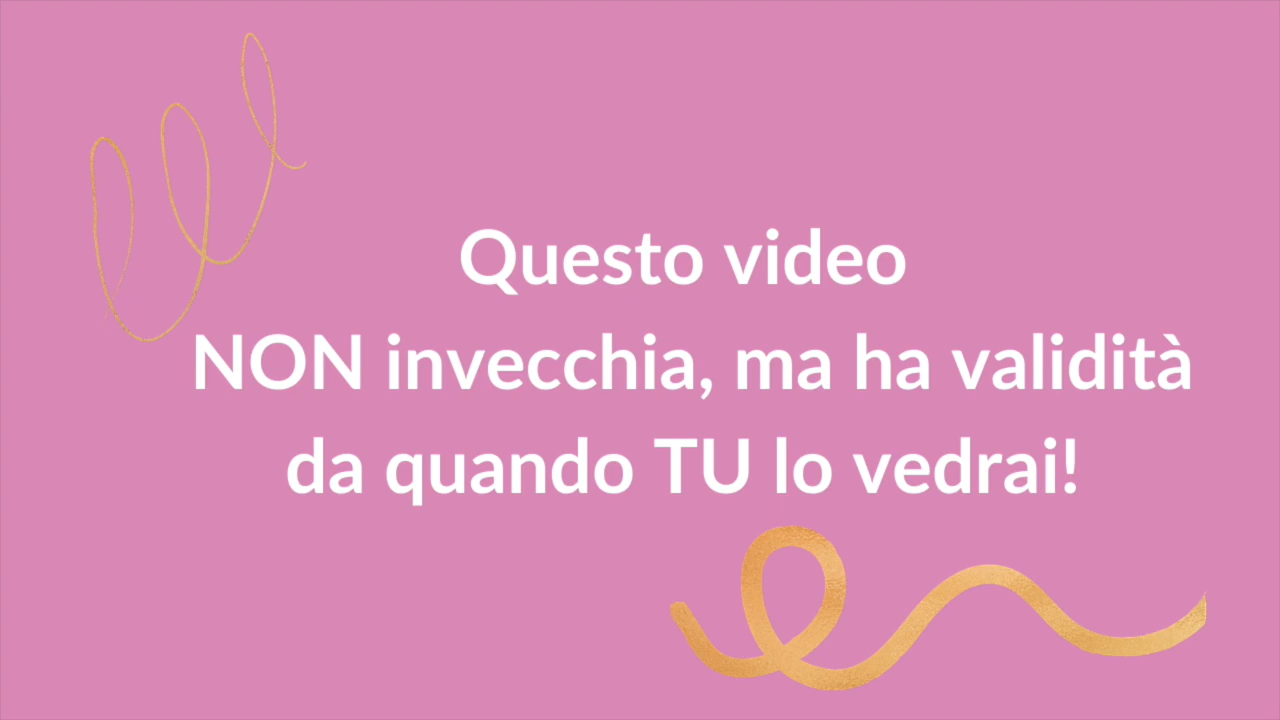 Questo video
NON invecchia, ma ha validità
da quando TU lo vedrai!